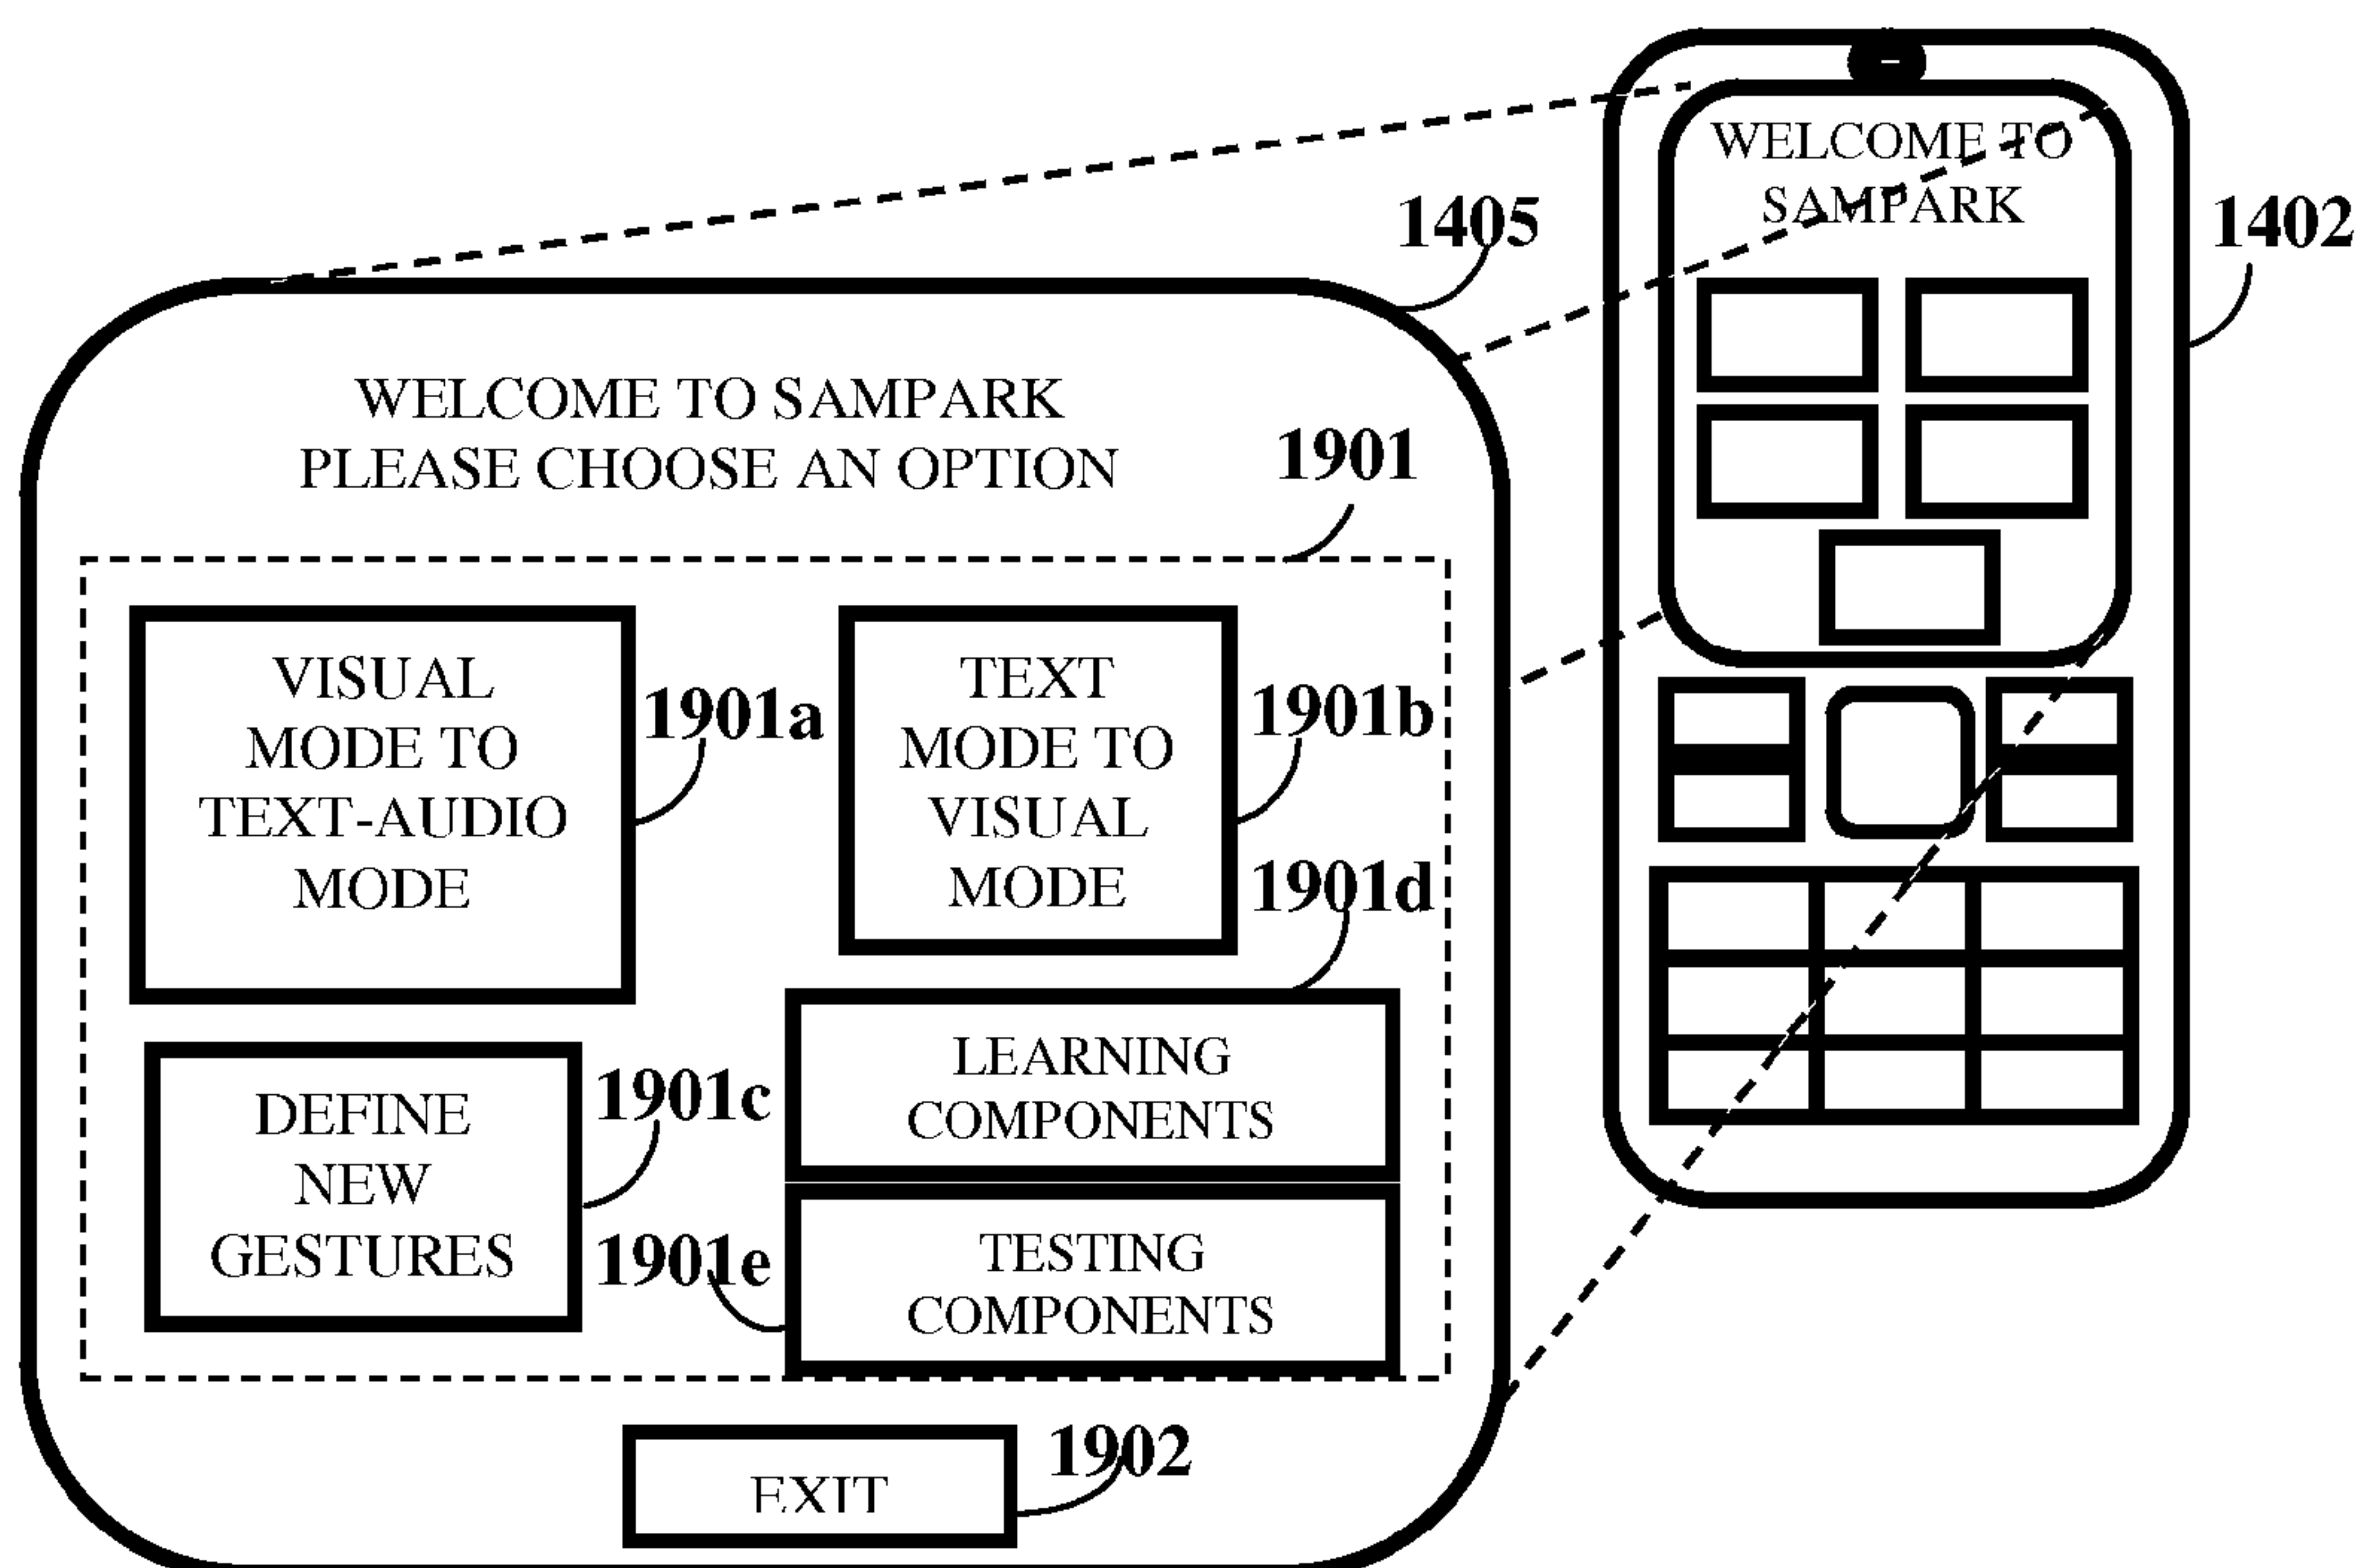 WELCOME TO
SAMPARK
1405
1402
WELCOME TO SAMPARK
PLEASE CHOOSE AN OPTION
1901
VISUAL
MODE TO
TEXT-AUDIO
MODE
1901a
TEXT
MODE TO
VISUAL
MODE
1901b
1901d
DEFINE
NEW
GESTURES
1901c
LEARNING
COMPONENTS
1901e
TESTING
COMPONENTS
EXIT
1902